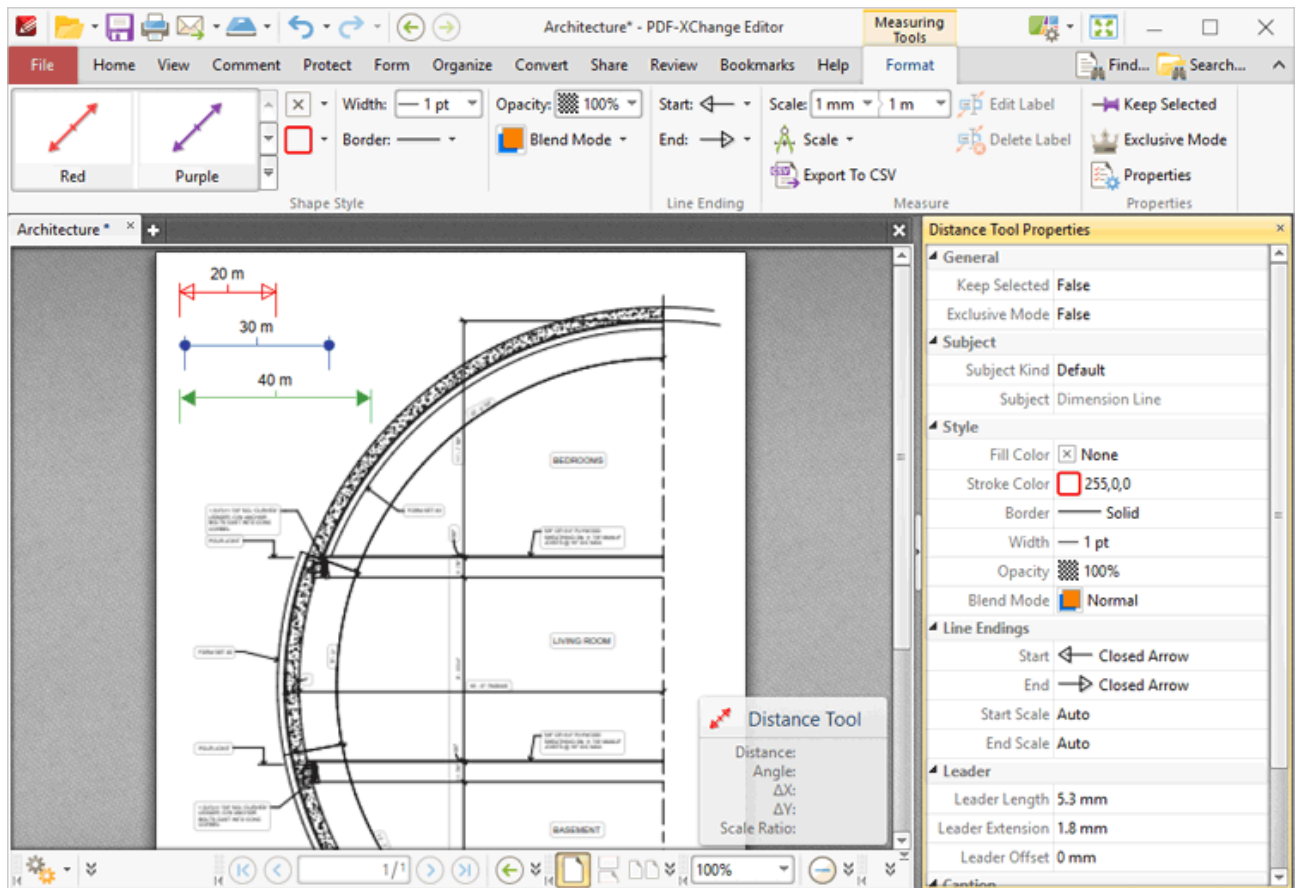 Architecture* - PDF-XChange Editor
Measuring Tools
File Home View Comment Protect Form Organize Convert Share Review Bookmarks Help Format
Find... Search...
Width: 1 pt Opacity: 100% Start: Scale: 1 mm 1 m Edit Label Keep Selected
Border: Blend Mode End: Scale Delete Label Exclusive Mode
Red Purple CSV Export To CSV Properties
Shape Style Line Ending Measure Properties
Architecture *
20 m
30 m
40 m
BEDROOMS
LIVING ROOM
BASEMENT
Distance Tool
Distance:
Angle:
ΔX:
ΔY:
Scale Ratio:
Distance Tool Properties
General
Keep Selected False
Exclusive Mode False
Subject
Subject Kind Default
Subject Dimension Line
Style
Fill Color None
Stroke Color 255,0,0
Border Solid
Width 1 pt
Opacity 100%
Blend Mode Normal
Line Endings
Start Closed Arrow
End Closed Arrow
Start Scale Auto
End Scale Auto
Leader
Leader Length 5.3 mm
Leader Extension 1.8 mm
Leader Offset 0 mm
Caption
1/1
100%